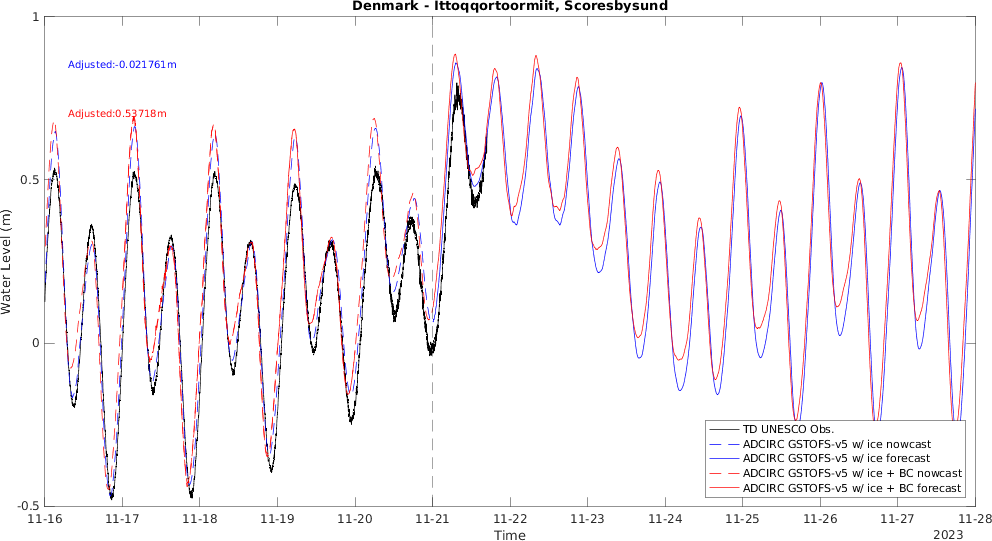 Denmark - Ittoqqortoormiit, Scoresbysund
Adjusted:-0.021761m
Adjusted:0.53718m
Water Level (m)
1
0.5
0
-0.5
11-16 11-17 11-18 11-19 11-20 11-21 11-22 11-23 11-24 11-25 11-26 11-27 11-28
Time
2023
TD UNESCO Obs.
ADCIRC GSTOFS-v5 w/ ice nowcast
ADCIRC GSTOFS-v5 w/ ice forecast
ADCIRC GSTOFS-v5 w/ ice + BC nowcast
ADCIRC GSTOFS-v5 w/ ice + BC forecast